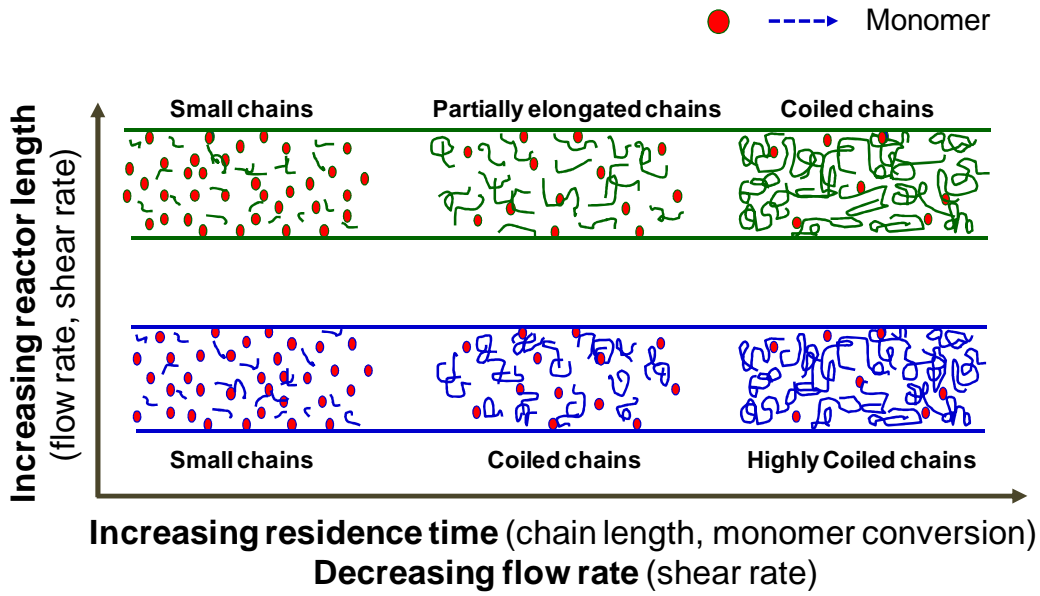 Monomer
Small chains
Partially elongated chains
Coiled chains
Increasing reactor length
(flow rate, shear rate)
Small chains
Coiled chains
Highly Coiled chains
Increasing residence time (chain length, monomer conversion)
Decreasing flow rate (shear rate)